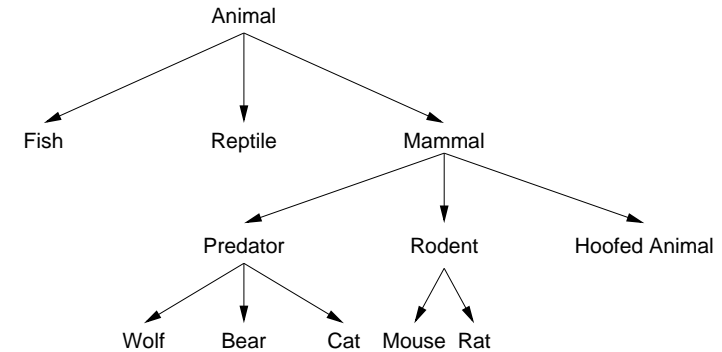 Animal
Fish Reptile Mammal
Predator Rodent Hoofed Animal
Wolf Bear Cat Mouse Rat